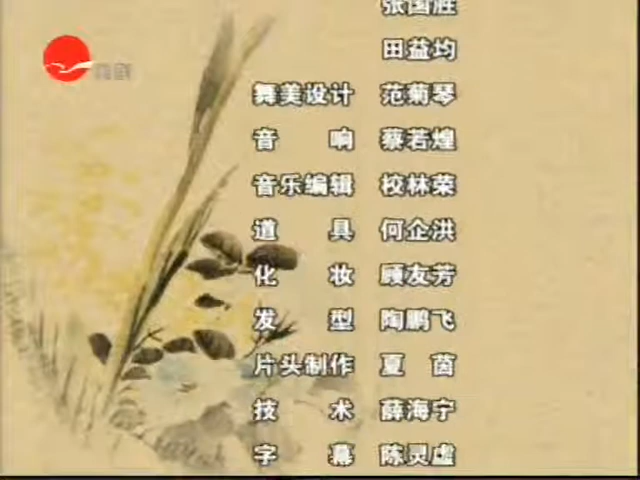 张国胜
田益均
舞美设计 范菊琴
音响 蔡若煌
音乐编辑 校林荣
道具 何企洪
化妆 顾友芳
发型 陶鹏飞
片头制作 夏茵
技术 薛海宁
字幕 陈灵虚